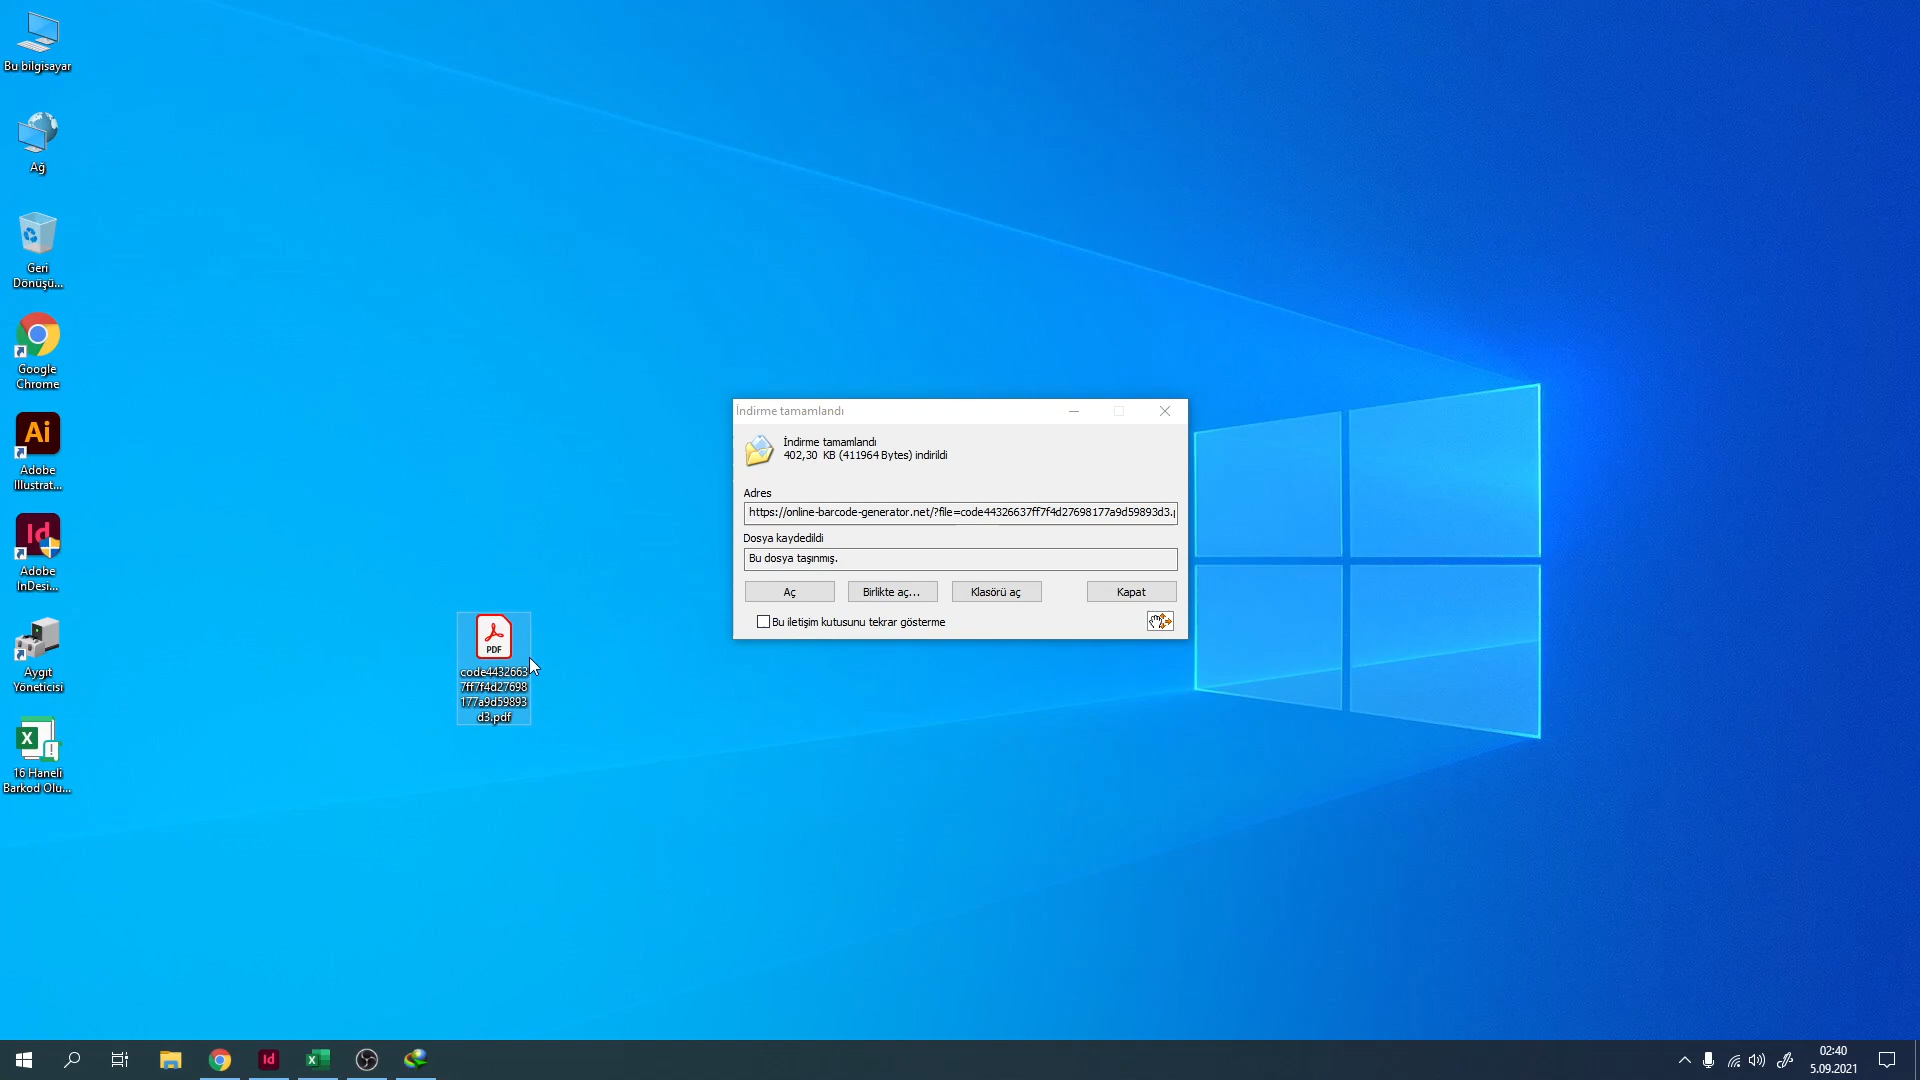 Bu bilgisayar
Ağ
Geri
Dönüşü...
Google
Chrome
Ai
Adobe
Illustrat...
Id
Adobe
InDesi...
Aygıt
Yöneticisi
X
16 Haneli
Barkod Olu...
PDF
code4432663
7ff7f4d27698
177a9d59893
d3.pdf
İndirme tamamlandı
İndirme tamamlandı
402,30 KB (411964 Bytes) indirildi
Adres
https://online-barcode-generator.net/?file=code44326637ff7f4d27698177a9d59893d3.p
Dosya kaydedildi
Bu dosya taşınmış.
Aç
Birlikte aç...
Klasörü aç
Kapat
Bu iletişim kutusunu tekrar gösterme
Id
X
02:40
5.09.2021